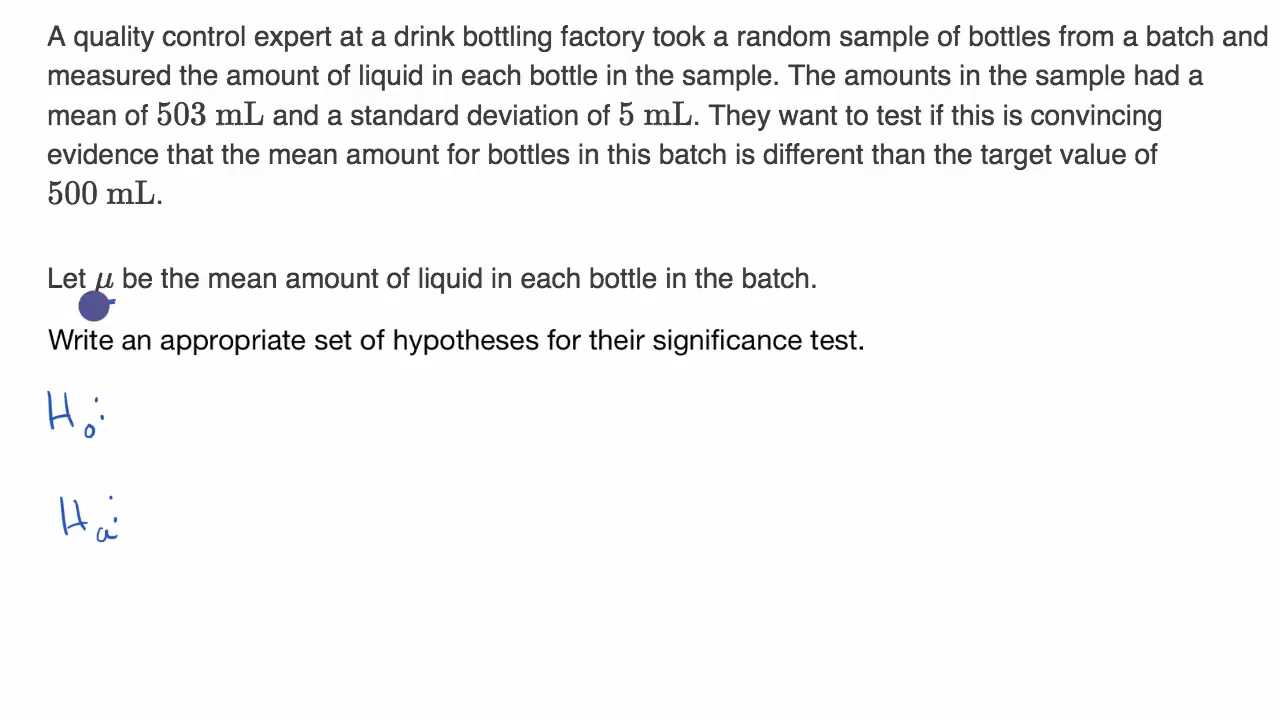 A quality control expert at a drink bottling factory took a random sample of bottles from a batch and
measured the amount of liquid in each bottle in the sample. The amounts in the sample had a
mean of 503 mL and a standard deviation of 5 mL. They want to test if this is convincing
evidence that the mean amount for bottles in this batch is different than the target value of
500 mL.
Let μ be the mean amount of liquid in each bottle in the batch.
Write an appropriate set of hypotheses for their significance test.
H₀:
Hₐ: